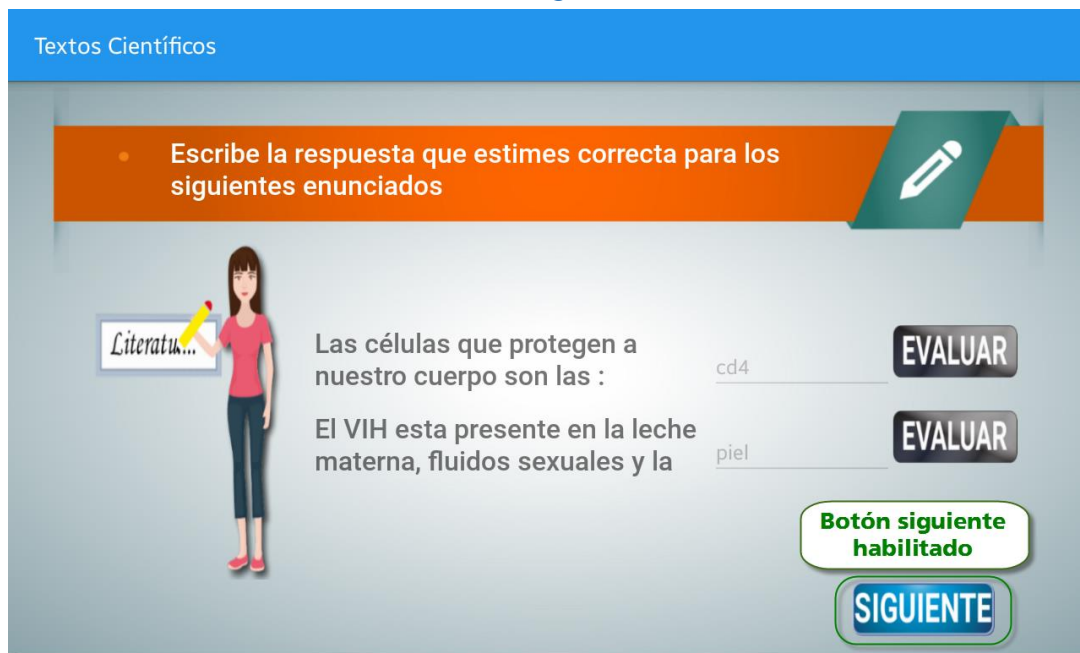 Textos Científicos
Escribe la respuesta que estimes correcta para los
siguientes enunciados
Literatu...
Las células que protegen a
nuestro cuerpo son las :
cd4
EVALUAR
El VIH esta presente en la leche
materna, fluidos sexuales y la
piel
EVALUAR
Botón siguiente
habilitado
SIGUIENTE